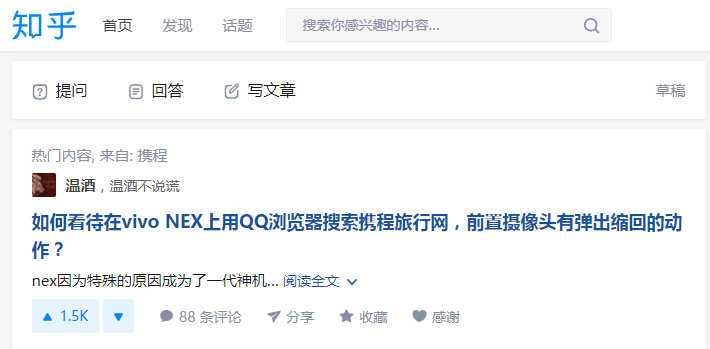 知乎 首页 发现 话题 搜索你感兴趣的内容...
提问 回答 写文章 草稿
热门内容, 来自: 携程
温酒，温酒不说谎
如何看待在vivo NEX上用QQ浏览器搜索携程旅行网，前置摄像头有弹出缩回的动
作？
nex因为特殊的原因成为了一代神机... 阅读全文
1.5K 88 条评论 分享 收藏 感谢